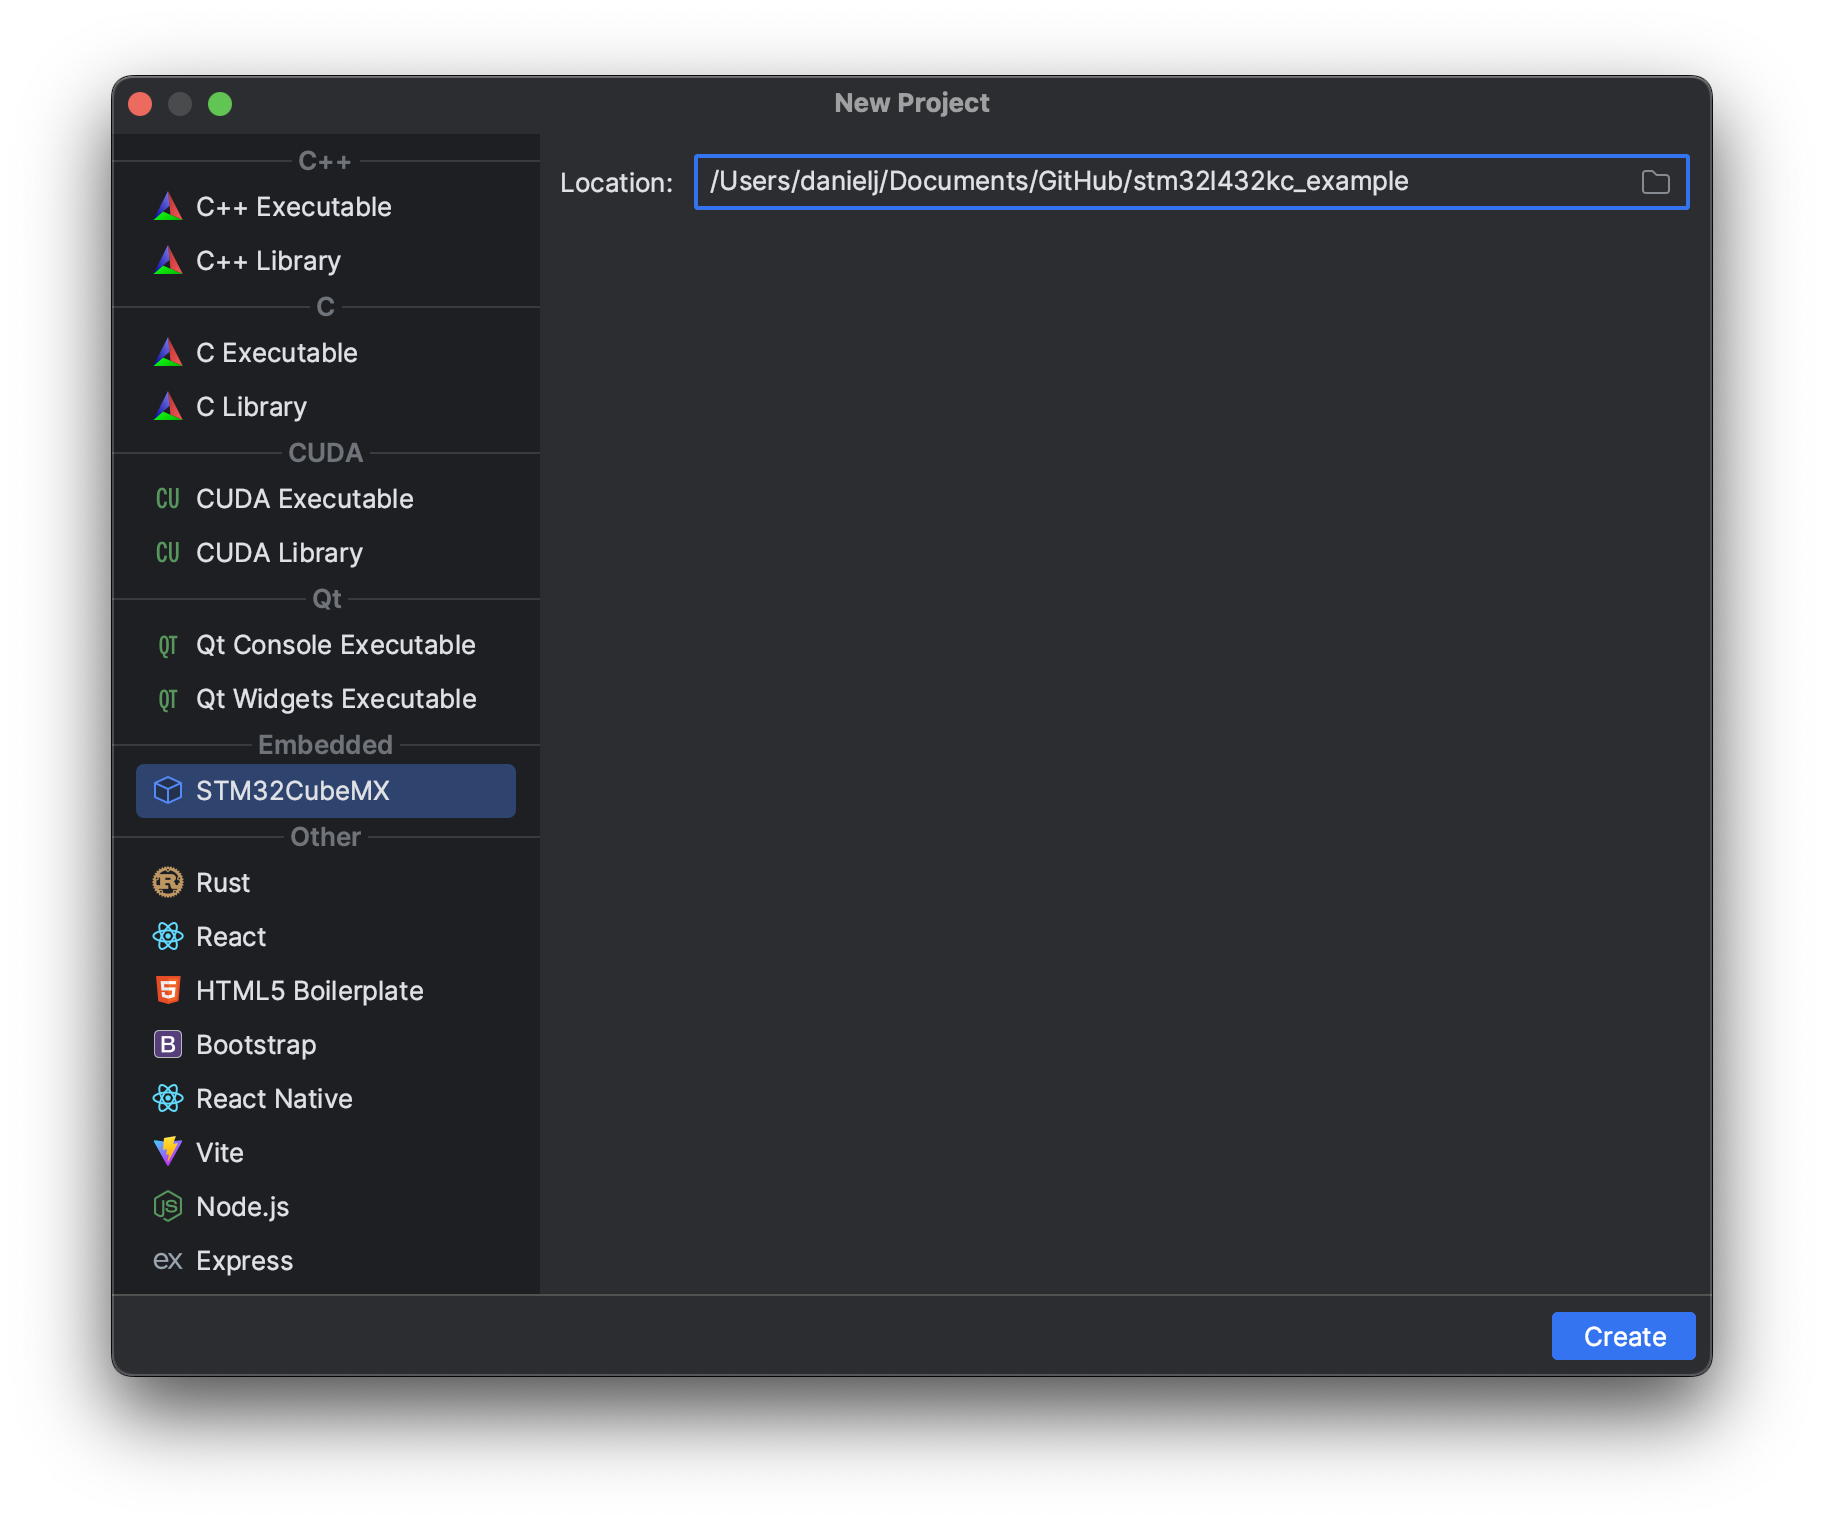 New Project
C++
C++ Executable
C++ Library
C
C Executable
C Library
CUDA
CU CUDA Executable
CU CUDA Library
Qt
QT Qt Console Executable
QT Qt Widgets Executable
Embedded
STM32CubeMX
Other
R Rust
React
5 HTML5 Boilerplate
B Bootstrap
React Native
Vite
JS Node.js
ex Express
Location: /Users/danielj/Documents/GitHub/stm32l432kc_example
Create